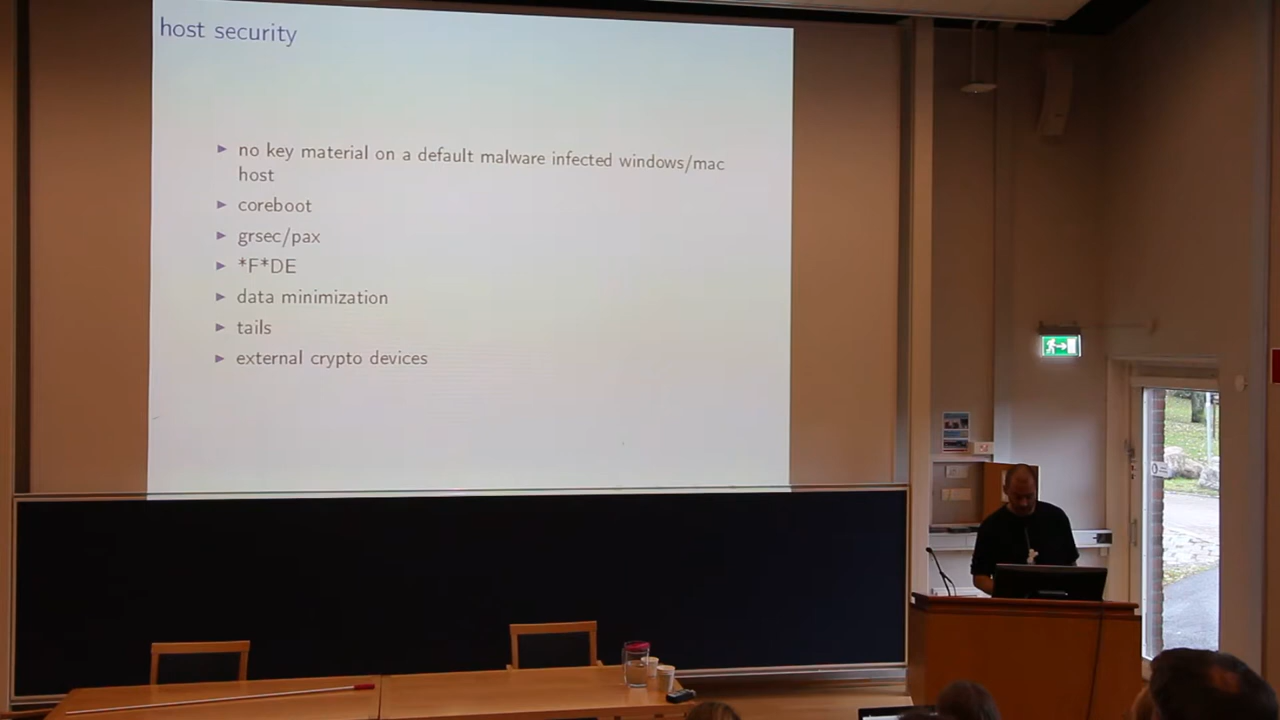 host security
▶ no key material on a default malware infected windows/mac
host
▶ coreboot
▶ grsec/pax
▶ *F*DE
▶ data minimization
▶ tails
▶ external crypto devices